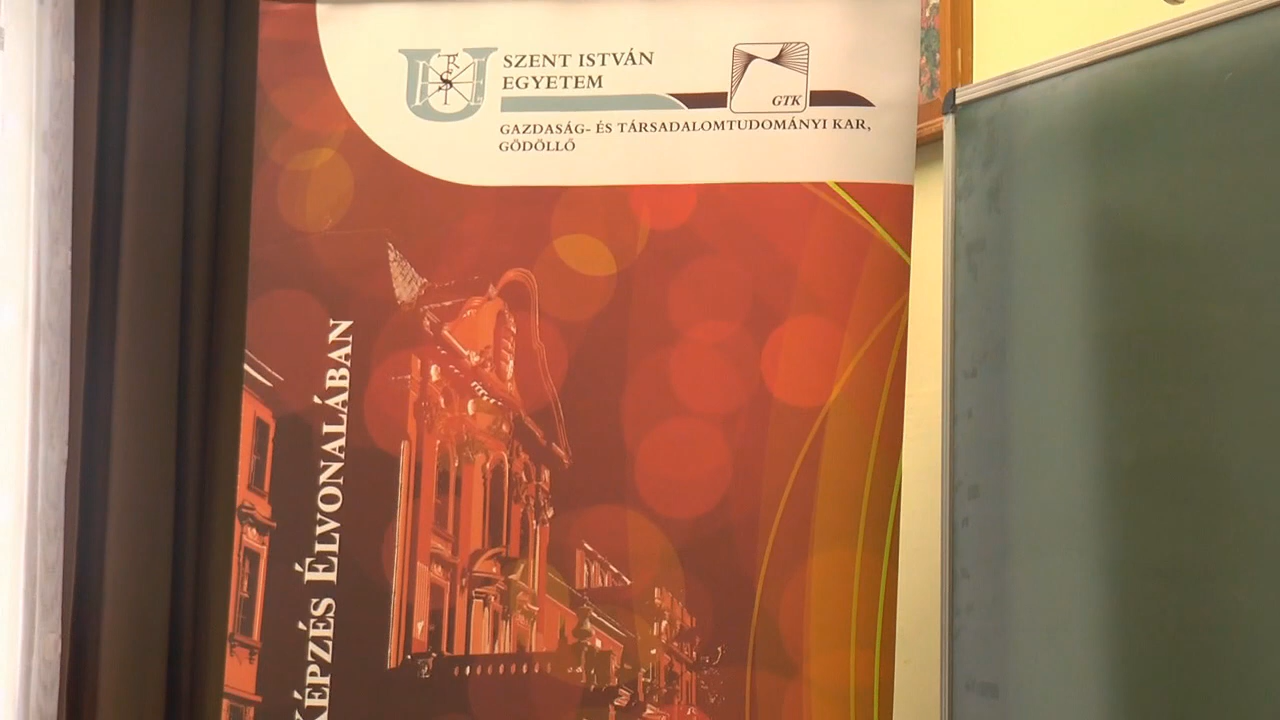 SZENT ISTVÁN
EGYETEM
GTK
GAZDASÁG- ÉS TÁRSADALOMTUDOMÁNYI KAR,
GÖDÖLLŐ
KÉPZÉS ÉLVONALÁBAN